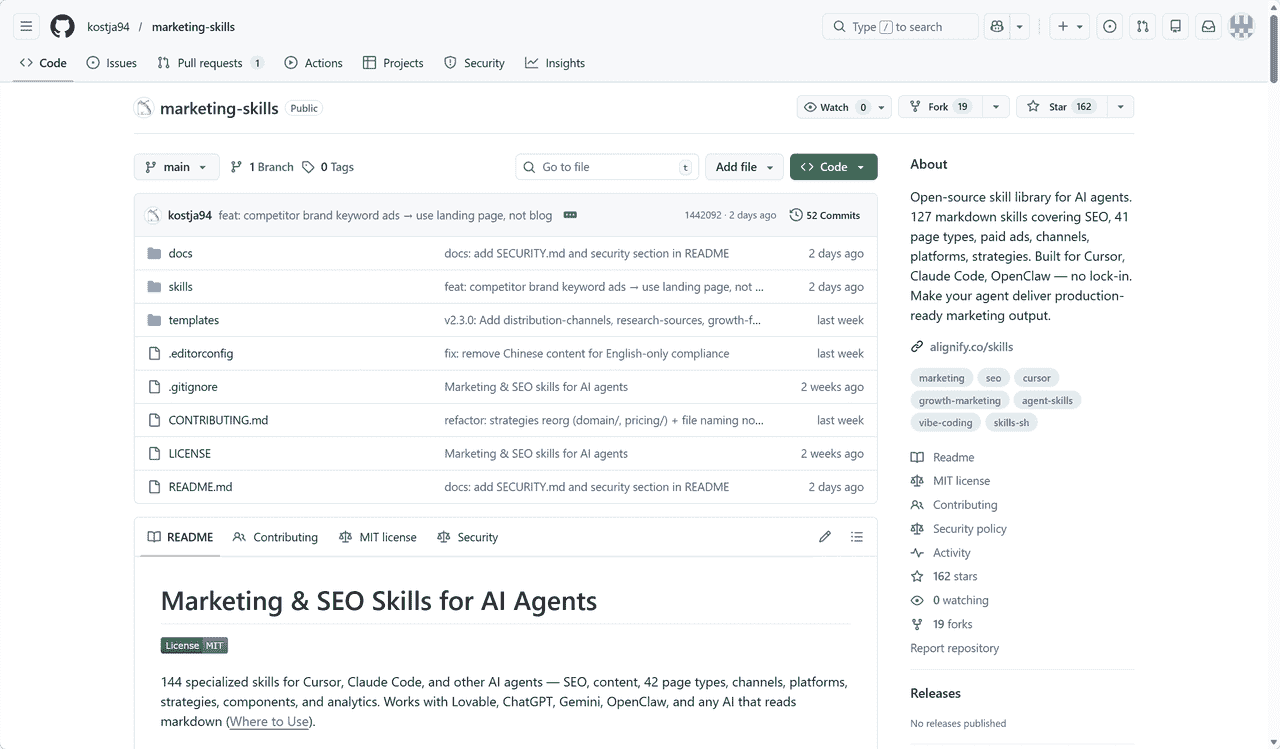 kostja94 / marketing-skills
Type / to search
Code Issues Pull requests 1 Actions Projects Security Insights
marketing-skills Public
Watch 0 Fork 19 Star 162
main 1 Branch 0 Tags Go to file t Add file Code
kostja94 feat: competitor brand keyword ads → use landing page, not blog 1442092 · 2 days ago 52 Commits
docs docs: add SECURITY.md and security section in README 2 days ago
skills feat: competitor brand keyword ads → use landing page, not ... 2 days ago
templates v2.3.0: Add distribution-channels, research-sources, growth-f... last week
.editorconfig fix: remove Chinese content for English-only compliance last week
.gitignore Marketing & SEO skills for AI agents 2 weeks ago
CONTRIBUTING.md refactor: strategies reorg (domain/, pricing/) + file naming no... last week
LICENSE Marketing & SEO skills for AI agents 2 weeks ago
README.md docs: add SECURITY.md and security section in README 2 days ago
README Contributing MIT license Security
Marketing & SEO Skills for AI Agents
License MIT
144 specialized skills for Cursor, Claude Code, and other AI agents — SEO, content, 42 page types, channels, platforms,
strategies, components, and analytics. Works with Lovable, ChatGPT, Gemini, OpenClaw, and any AI that reads
markdown (Where to Use).
About
Open-source skill library for AI agents.
127 markdown skills covering SEO, 41
page types, paid ads, channels,
platforms, strategies. Built for Cursor,
Claude Code, OpenClaw — no lock-in.
Make your agent deliver production-
ready marketing output.
alignify.co/skills
marketing seo cursor
growth-marketing agent-skills
vibe-coding skills-sh
Readme
MIT license
Contributing
Security policy
Activity
162 stars
0 watching
19 forks
Report repository
Releases
No releases published